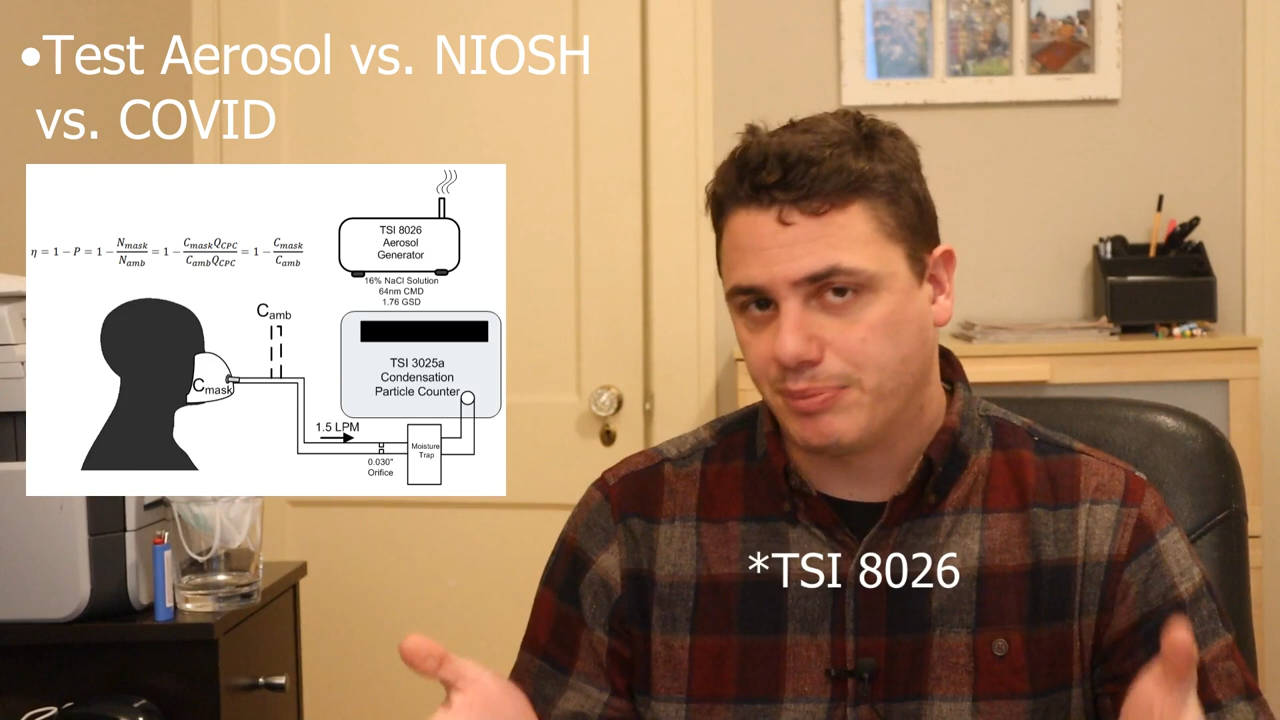 •Test Aerosol vs. NIOSH
vs. COVID
η = 1 − P = 1 − N_mask/N_amb = 1 − C_mask Q_CPC/C_amb Q_CPC = 1 − C_mask/C_amb
TSI 8026
Aerosol
Generator
16% NaCl Solution
64nm CMD
1.76 GSD
C_amb
C_mask
TSI 3025a
Condensation
Particle Counter
1.5 LPM
0.030"
Orifice
Moisture
Trap
*TSI 8026